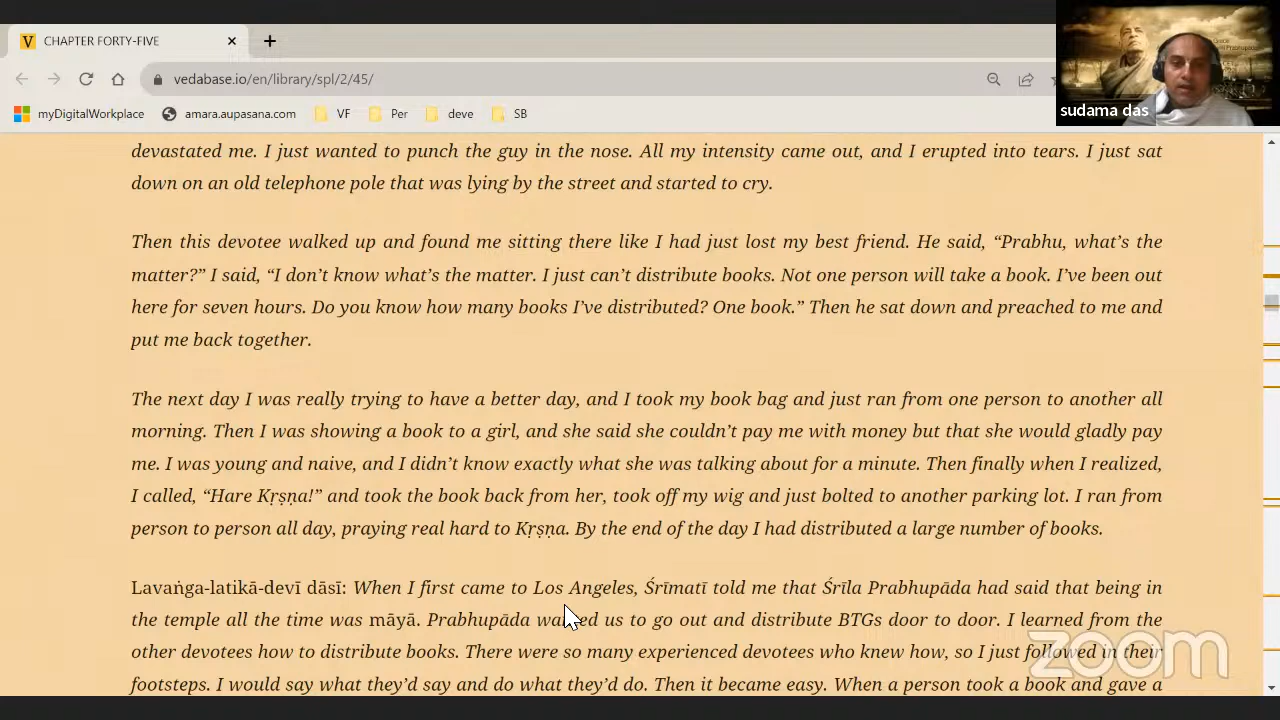 CHAPTER FORTY-FIVE
vedabase.io/en/library/spl/2/45/
myDigitalWorkplace
amara.aupasana.com
VF
Per
deve
SB
sudama das
devastated me. I just wanted to punch the guy in the nose. All my intensity came out, and I erupted into tears. I just sat
down on an old telephone pole that was lying by the street and started to cry.
Then this devotee walked up and found me sitting there like I had just lost my best friend. He said, “Prabhu, what’s the
matter?” I said, “I don’t know what’s the matter. I just can’t distribute books. Not one person will take a book. I’ve been out
here for seven hours. Do you know how many books I’ve distributed? One book.” Then he sat down and preached to me and
put me back together.
The next day I was really trying to have a better day, and I took my book bag and just ran from one person to another all
morning. Then I was showing a book to a girl, and she said she couldn’t pay me with money but that she would gladly pay
me. I was young and naive, and I didn’t know exactly what she was talking about for a minute. Then finally when I realized,
I called, “Hare Kṛṣṇa!” and took the book back from her, took off my wig and just bolted to another parking lot. I ran from
person to person all day, praying real hard to Kṛṣṇa. By the end of the day I had distributed a large number of books.
Lavaṅga-latikā-devī dāsī: When I first came to Los Angeles, Śrīmatī told me that Śrīla Prabhupāda had said that being in
the temple all the time was māyā. Prabhupāda wanted us to go out and distribute BTGs door to door. I learned from the
other devotees how to distribute books. There were so many experienced devotees who knew how, so I just followed in their
footsteps. I would say what they’d say and do what they’d do. Then it became easy. When a person took a book and gave a
zoom